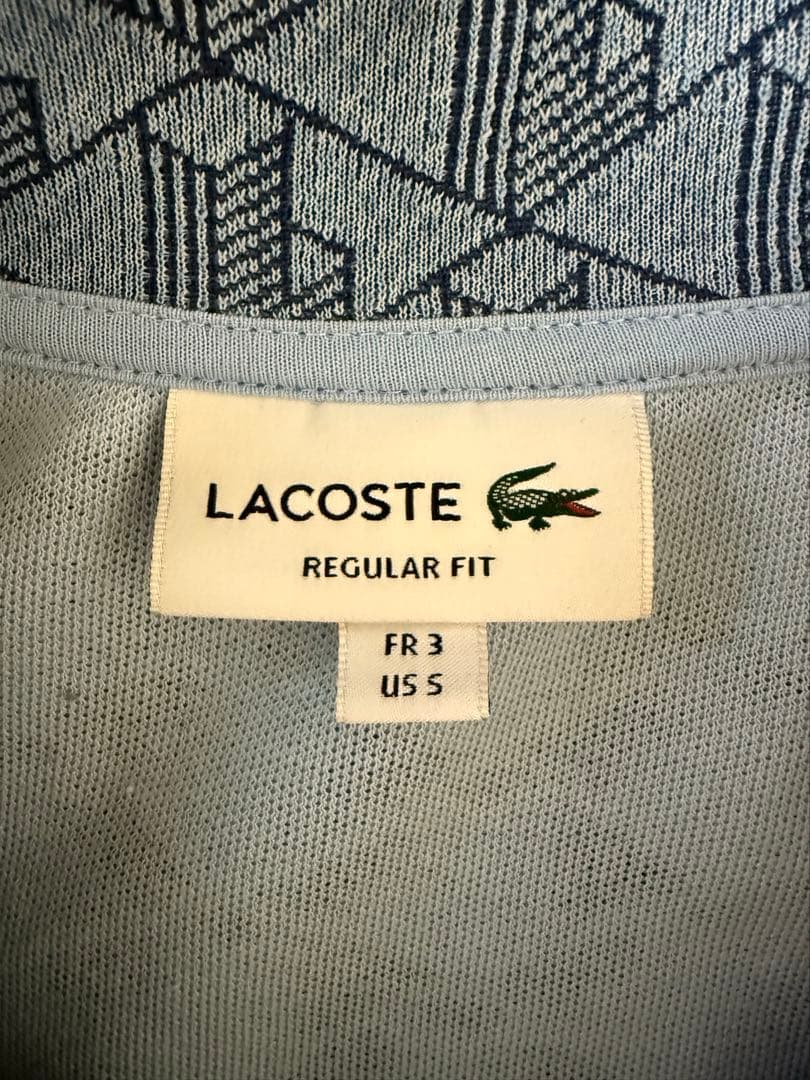 LACOSTE
REGULAR FIT
FR 3
US S